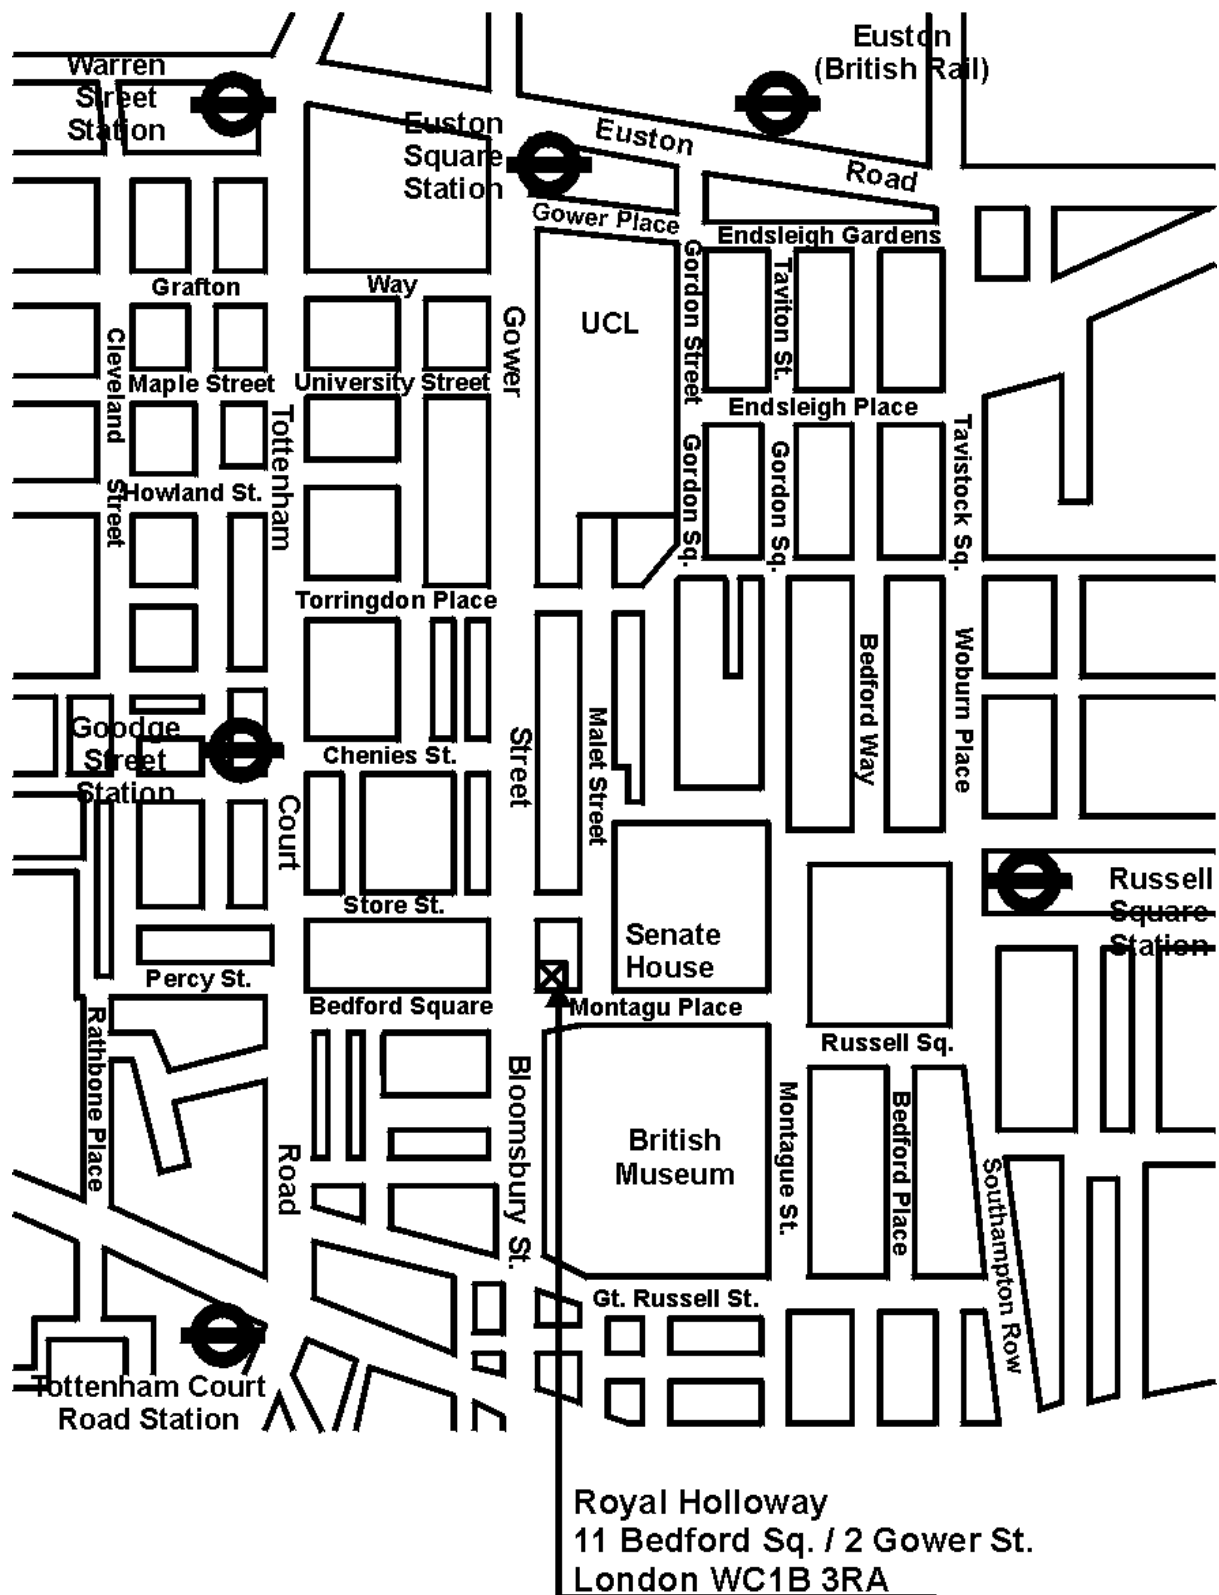 Euston
(British Rail)
Warren
Street
Station
Euston
Square
Station
Euston
Road
Gower Place
Endsleigh Gardens
Grafton
Way
Gordon Street
Taviton St.
UCL
Gower
Cleveland
Maple Street
University Street
Endsleigh Place
Tottenham
Gordon Sq.
Gordon Sq.
Tavistock Sq.
Street
Howland St.
Torringdon Place
Bedford Way
Woburn Place
Goodge
Street
Station
Chenies St.
Street
Malet Street
Court
Store St.
Russell
Square
Station
Senate
House
Percy St.
Bedford Square
Montagu Place
Rathbone Place
Russell Sq.
Bloomsbury St.
British
Museum
Montague St.
Bedford Place
Road
Southampton Row
Gt. Russell St.
Tottenham Court
Road Station
Royal Holloway
11 Bedford Sq. / 2 Gower St.
London WC1B 3RA